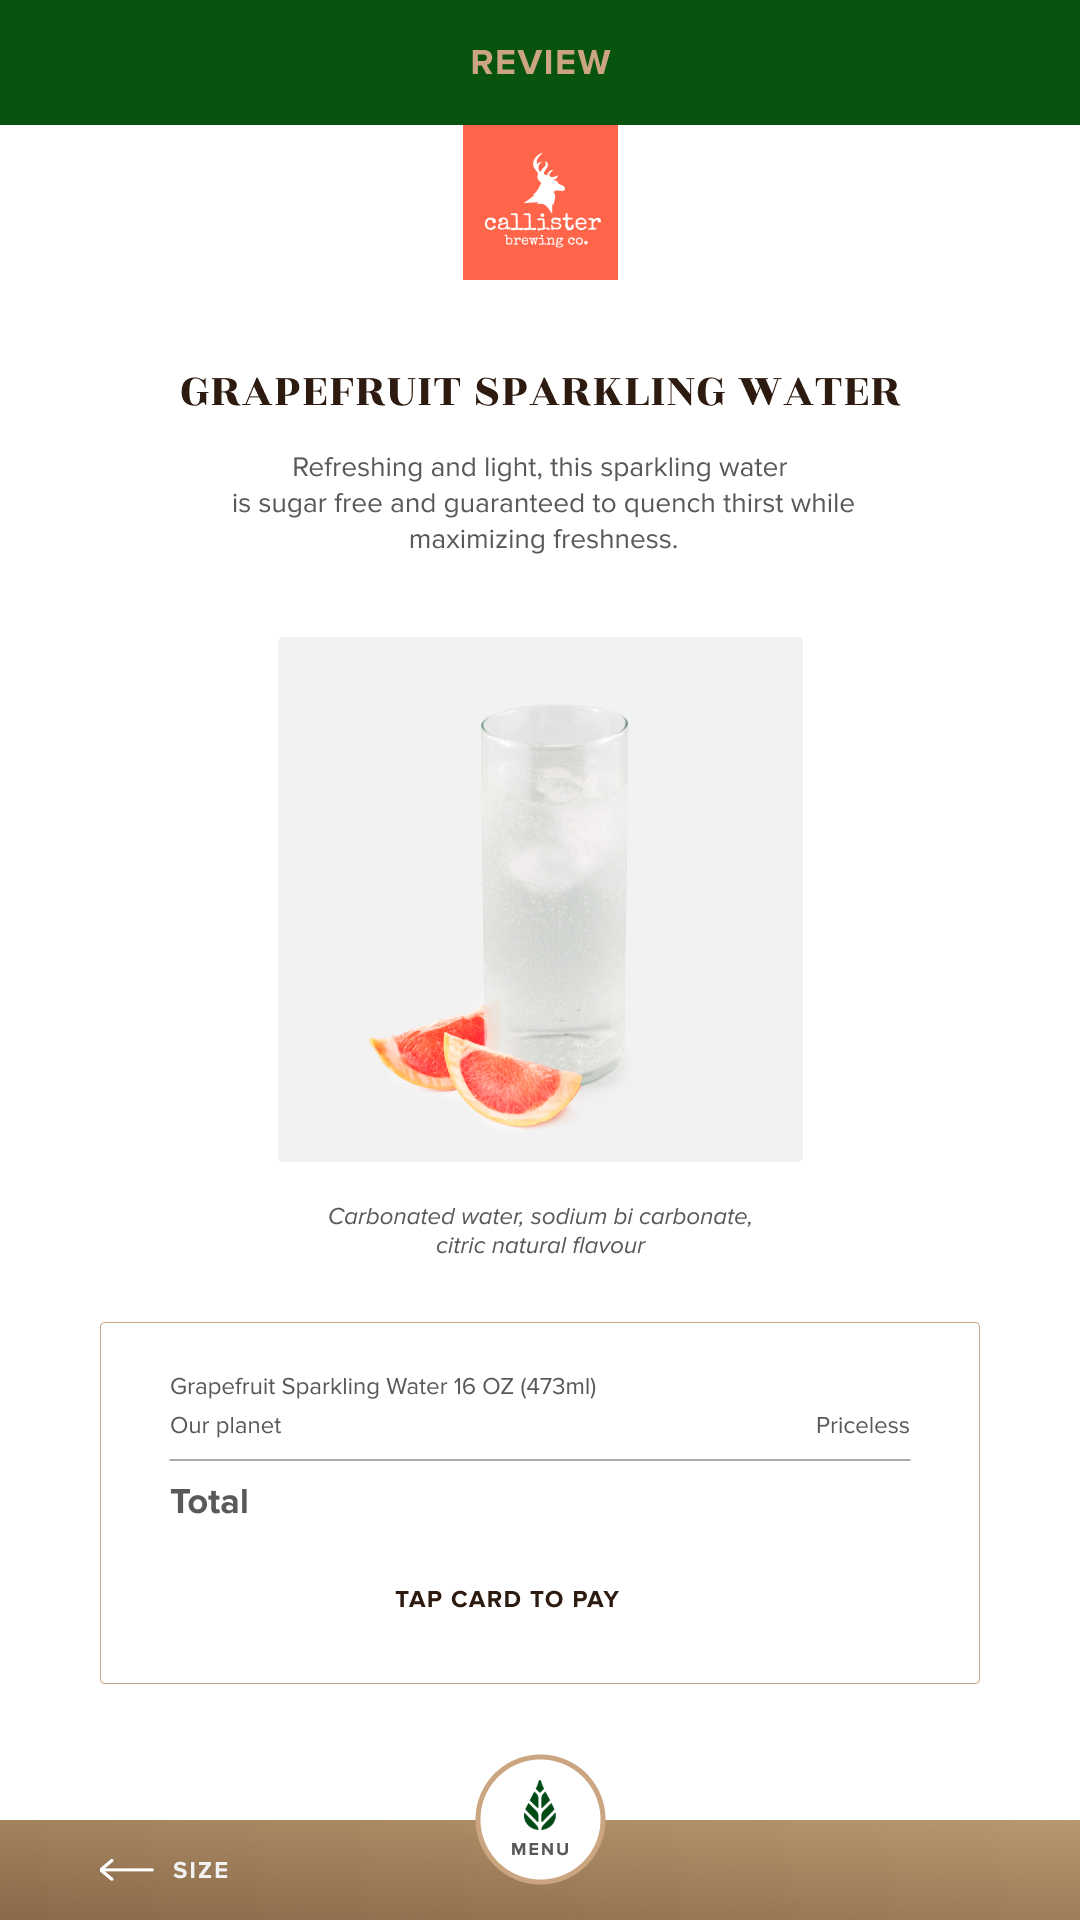 REVIEW
callister
brewing co.
GRAPEFRUIT SPARKLING WATER
Refreshing and light, this sparkling water
is sugar free and guaranteed to quench thirst while
maximizing freshness.
Carbonated water, sodium bi carbonate,
citric natural flavour
Grapefruit Sparkling Water 16 OZ (473ml)
Our planet Priceless
Total
TAP CARD TO PAY
MENU
SIZE